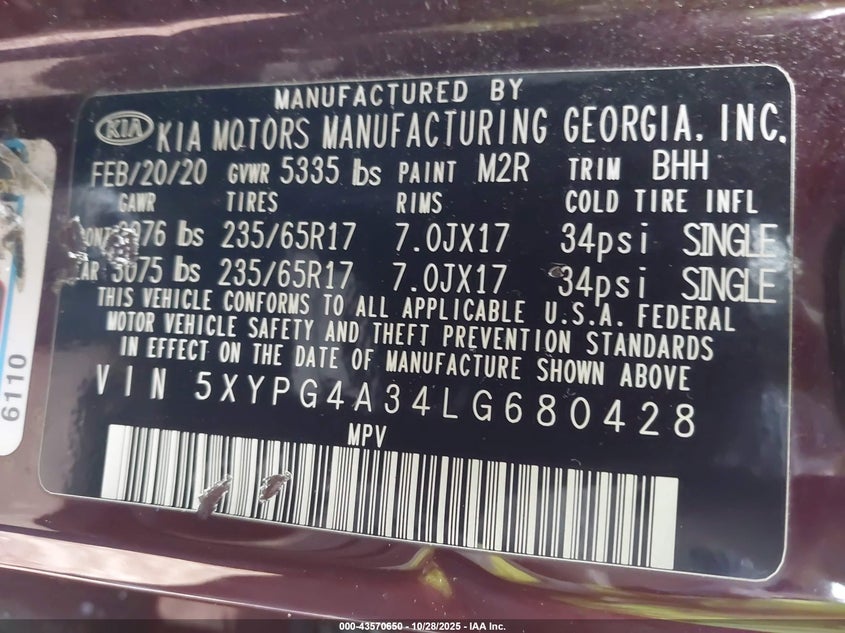 MANUFACTURED BY
KIA KIA MOTORS MANUFACTURING GEORGIA, INC.
FEB/20/20 GVWR 5335 lbs PAINT M2R TRIM BHH
GAWR TIRES RIMS COLD TIRE INFL
lbs 235/65R17 7.0JX17 34psi SINGLE
3075 lbs 235/65R17 7.0JX17 34psi SINGLE
THIS VEHICLE CONFORMS TO ALL APPLICABLE U.S.A. FEDERAL
MOTOR VEHICLE SAFETY AND THEFT PREVENTION STANDARDS
IN EFFECT ON THE DATE OF MANUFACTURE SHOWN ABOVE
VIN 5XYPG4A34LG680428
MPV
6110
000-43570650 - 10/28/2025 - IAA Inc.